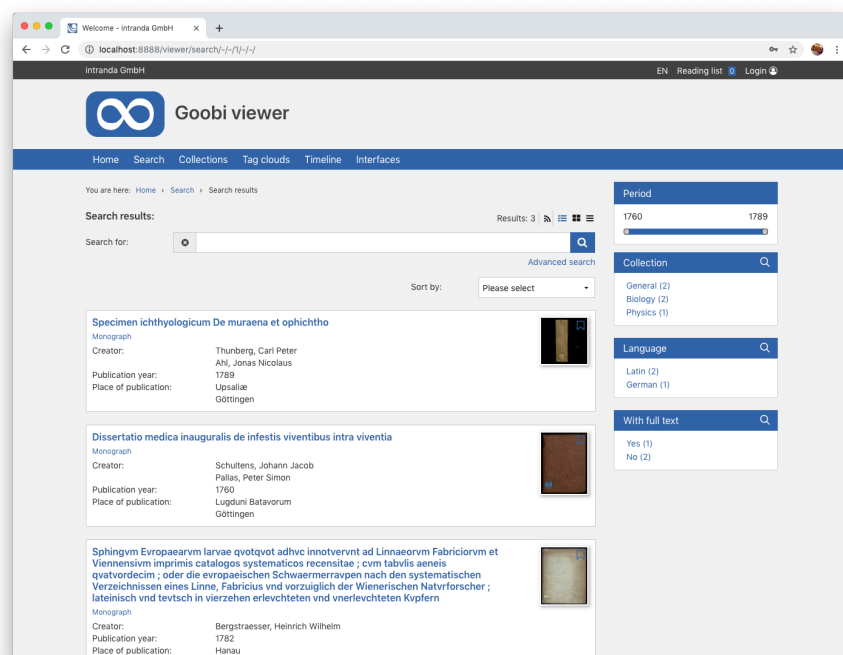 Welcome - intranda GmbH
localhost:8888/viewer/search/-/-/1/-/-/
intranda GmbH
EN Reading list 0 Login
Goobi viewer
Home Search Collections Tag clouds Timeline Interfaces
You are here: Home › Search › Search results
Search results:
Results: 3
Search for:
Advanced search
Sort by: Please select
Specimen ichthyologicum De muraena et ophichtho
Monograph
Creator: Thunberg, Carl Peter
Ahl, Jonas Nicolaus
Publication year: 1789
Place of publication: Upsaliæ
Göttingen
Dissertatio medica inauguralis de infestis viventibus intra viventia
Monograph
Creator: Schultens, Johann Jacob
Pallas, Peter Simon
Publication year: 1760
Place of publication: Lugduni Batavorum
Göttingen
Sphingvm Evropaearvm larvae qvotqvot adhvc innotvervnt ad Linnaeorvm Fabriciorvm et
Viennensivm imprimis catalogos systematicos recensitae ; cvm tabvlis aeneis
qvatvordecim ; oder die evropaeischen Schwaermerravpen nach den systematischen
Verzeichnissen eines Linne, Fabricius vnd vorzuiglich der Wienerischen Natvrforscher ;
lateinisch vnd tevtsch in vierzehen erlevchteten vnd vnerlevchteten Kvpfern
Monograph
Creator: Bergstraesser, Heinrich Wilhelm
Publication year: 1782
Place of publication: Hanau
Period
1760 1789
Collection
General (2)
Biology (2)
Physics (1)
Language
Latin (2)
German (1)
With full text
Yes (1)
No (2)